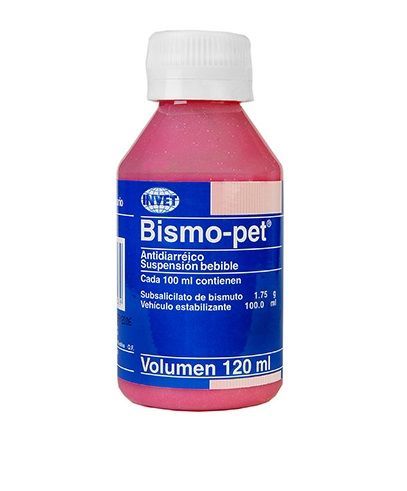 INVET
Bismo-pet®
Antidiarréico
Suspensión bebible
Cada 100 ml contienen
Subsalicilato de bismuto 1.75 g
Vehículo estabilizante 100.0 ml
Volumen 120 ml